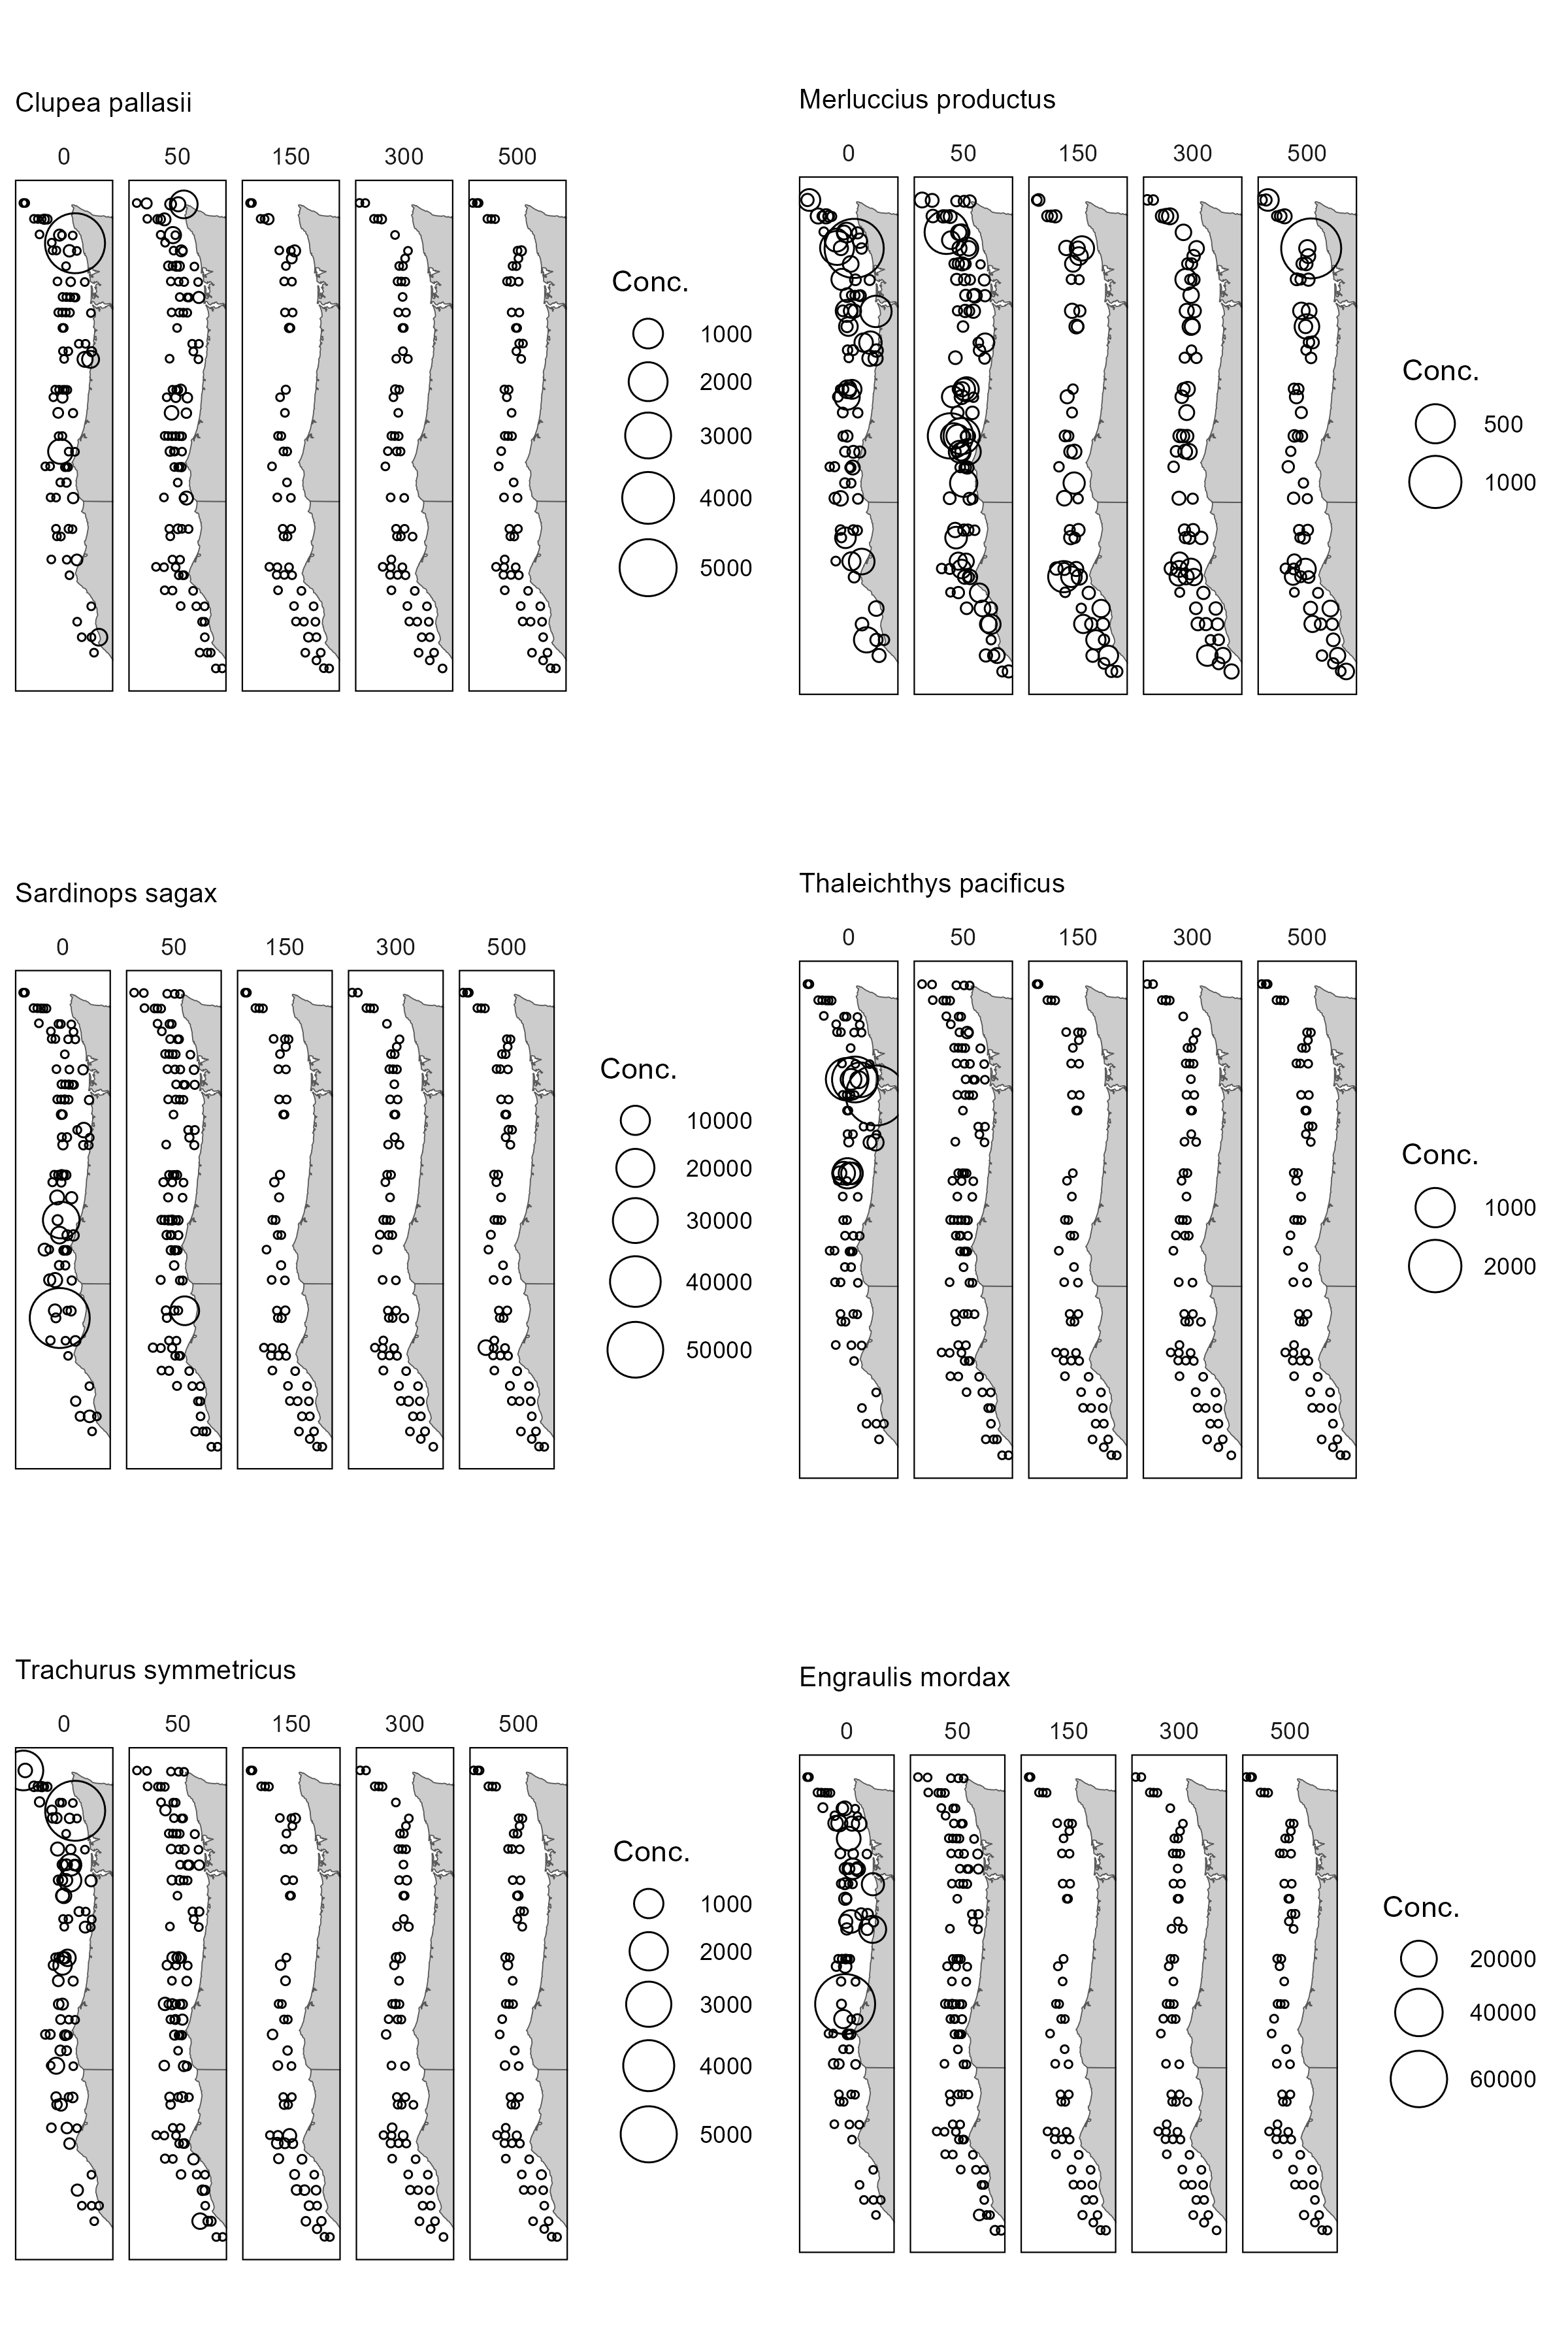 Clupea pallasii
0 50 150 300 500
Conc.
1000
2000
3000
4000
5000
Merluccius productus
0 50 150 300 500
Conc.
500
1000
Sardinops sagax
0 50 150 300 500
Conc.
10000
20000
30000
40000
50000
Thaleichthys pacificus
0 50 150 300 500
Conc.
1000
2000
Trachurus symmetricus
0 50 150 300 500
Conc.
1000
2000
3000
4000
5000
Engraulis mordax
0 50 150 300 500
Conc.
20000
40000
60000